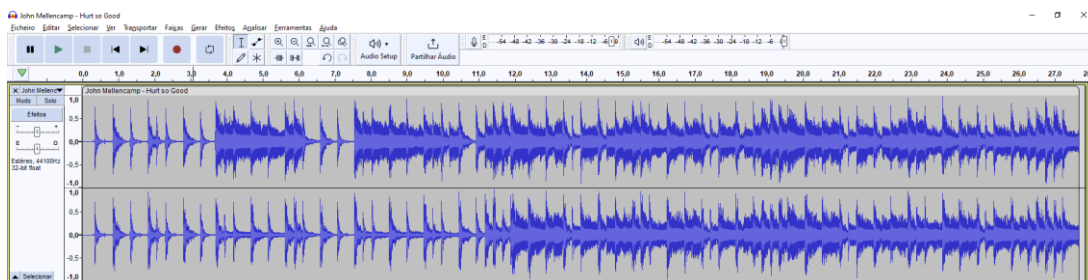 John Mellencamp - Hurt so Good
Eicheiro Editar Selecionar Ver Transportar Faixas Gerar Efeitos Analisar Ferramentas Ajuda
E D -54 -48 -42 -36 -30 -24 -18 -12 -6 0
E D -54 -48 -42 -36 -30 -24 -18 -12 -6 0
Audio Setup Partilhar Áudio
0,0 1,0 2,0 3,0 4,0 5,0 6,0 7,0 8,0 9,0 10,0 11,0 12,0 13,0 14,0 15,0 16,0 17,0 18,0 19,0 20,0 21,0 22,0 23,0 24,0 25,0 26,0 27,0
John Mellenc
John Mellencamp - Hurt so Good
Mudo Solo
Efeitos
- +
E D
Estéreo, 44100Hz
32-bit float
Selecionar
1,0
0,5
0,0
-0,5
-1,0
1,0
0,5
0,0
-0,5
-1,0